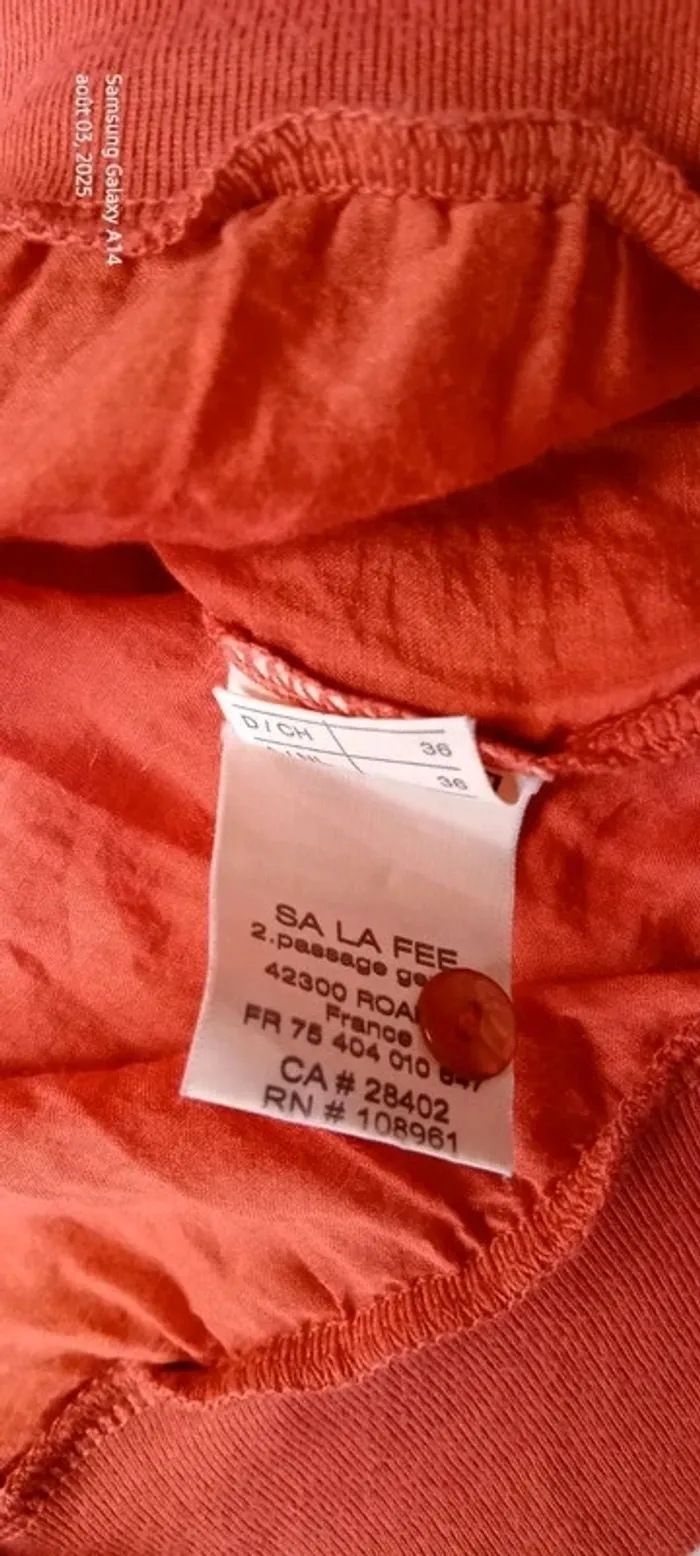 Samsung Galaxy A14
août 03, 2025
D/CH 36
36
SA LA FEE
2.passage
42300
France
FR 75 404 010
CA # 28402
RN # 108961